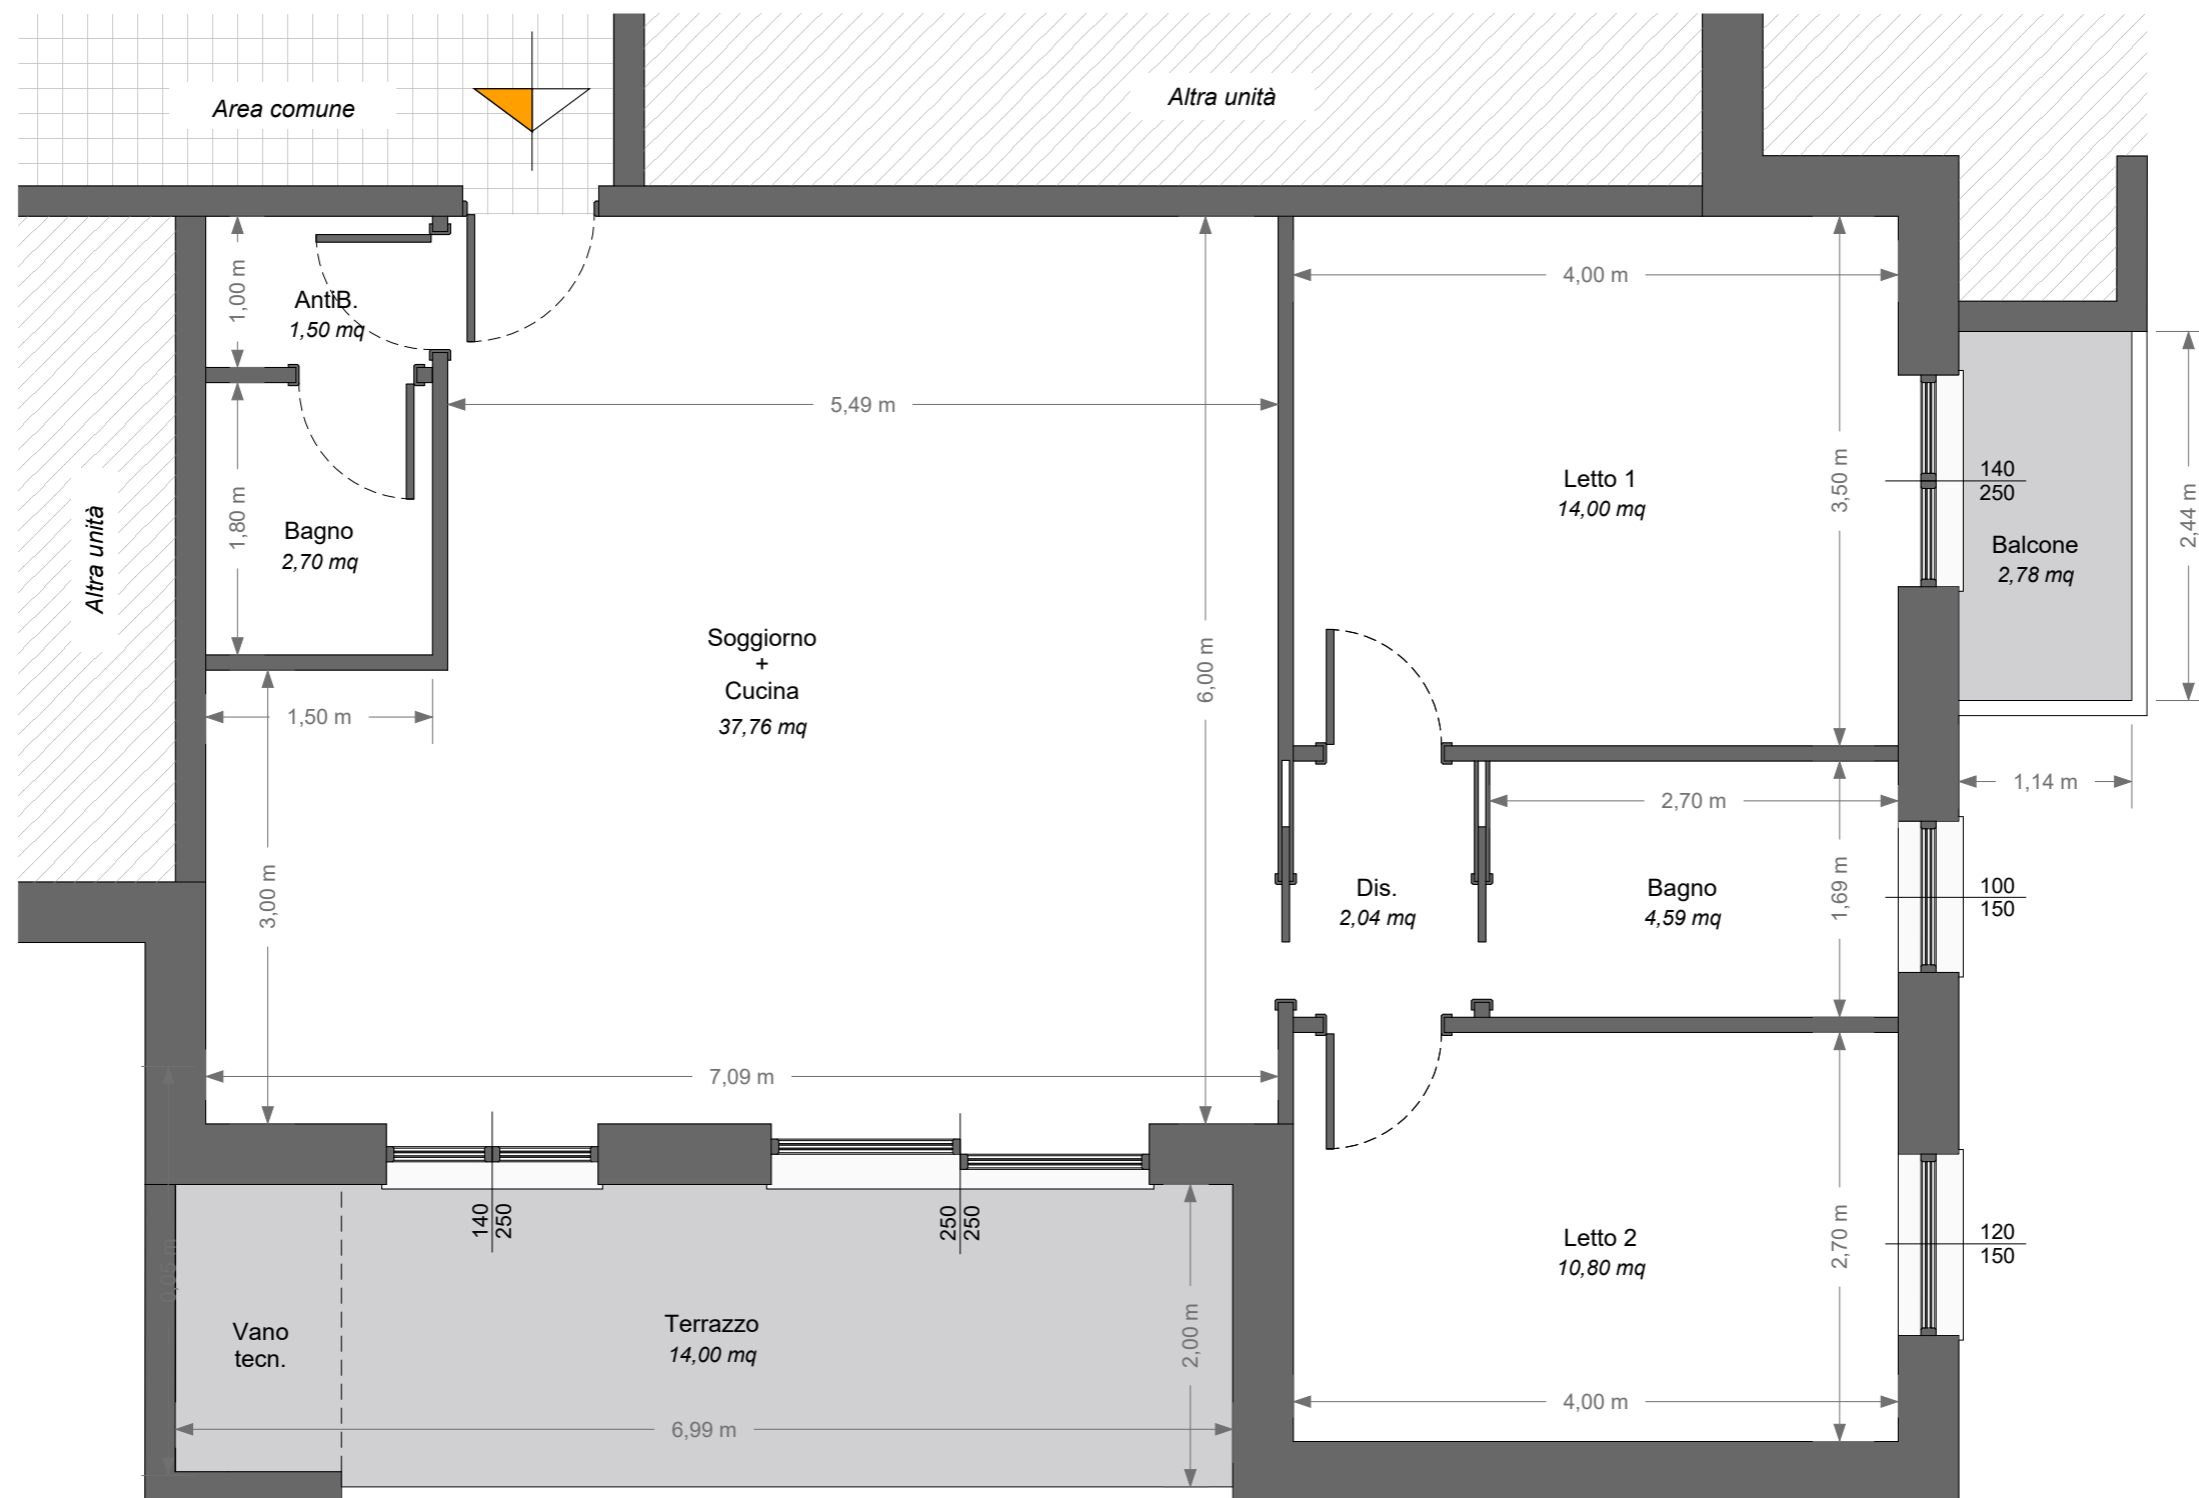 Area comune
Altra unità
1,00 m
AntiB.
1,50 mq
4,00 m
5,49 m
1,80 m
Bagno
2,70 mq
Altra unità
Letto 1
14,00 mq
3,50 m
140
250
Balcone
2,78 mq
2,44 m
Soggiorno
+
Cucina
37,76 mq
6,00 m
1,50 m
1,14 m
2,70 m
3,00 m
Dis.
2,04 mq
Bagno
4,59 mq
1,69 m
100
150
7,09 m
140
250
250
250
0,05 m
Letto 2
10,80 mq
2,70 m
120
150
Vano
tecn.
Terrazzo
14,00 mq
2,00 m
6,99 m
4,00 m